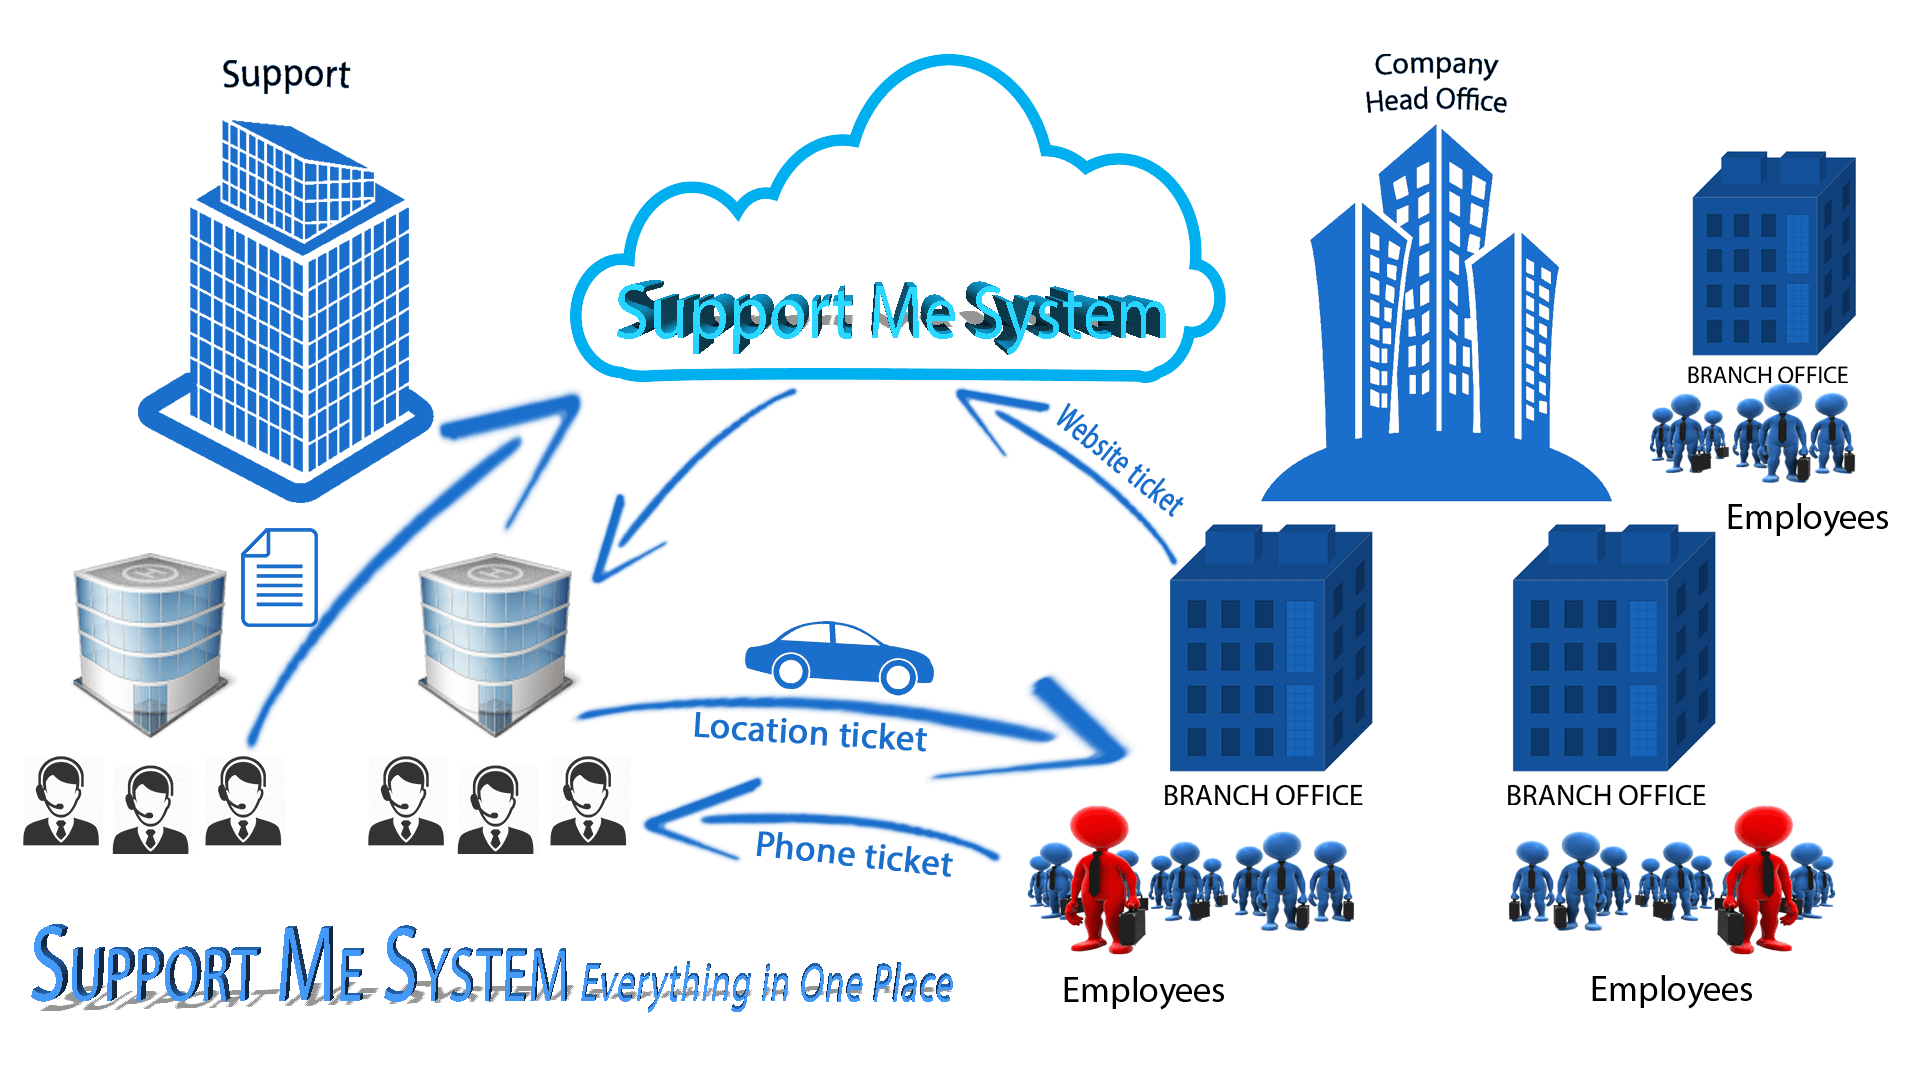 Support
Company
Head Office
Support Me System
BRANCH OFFICE
Employees
Website ticket
Location ticket
Phone ticket
BRANCH OFFICE
BRANCH OFFICE
Employees
Employees
SUPPORT ME SYSTEM Everything in One Place